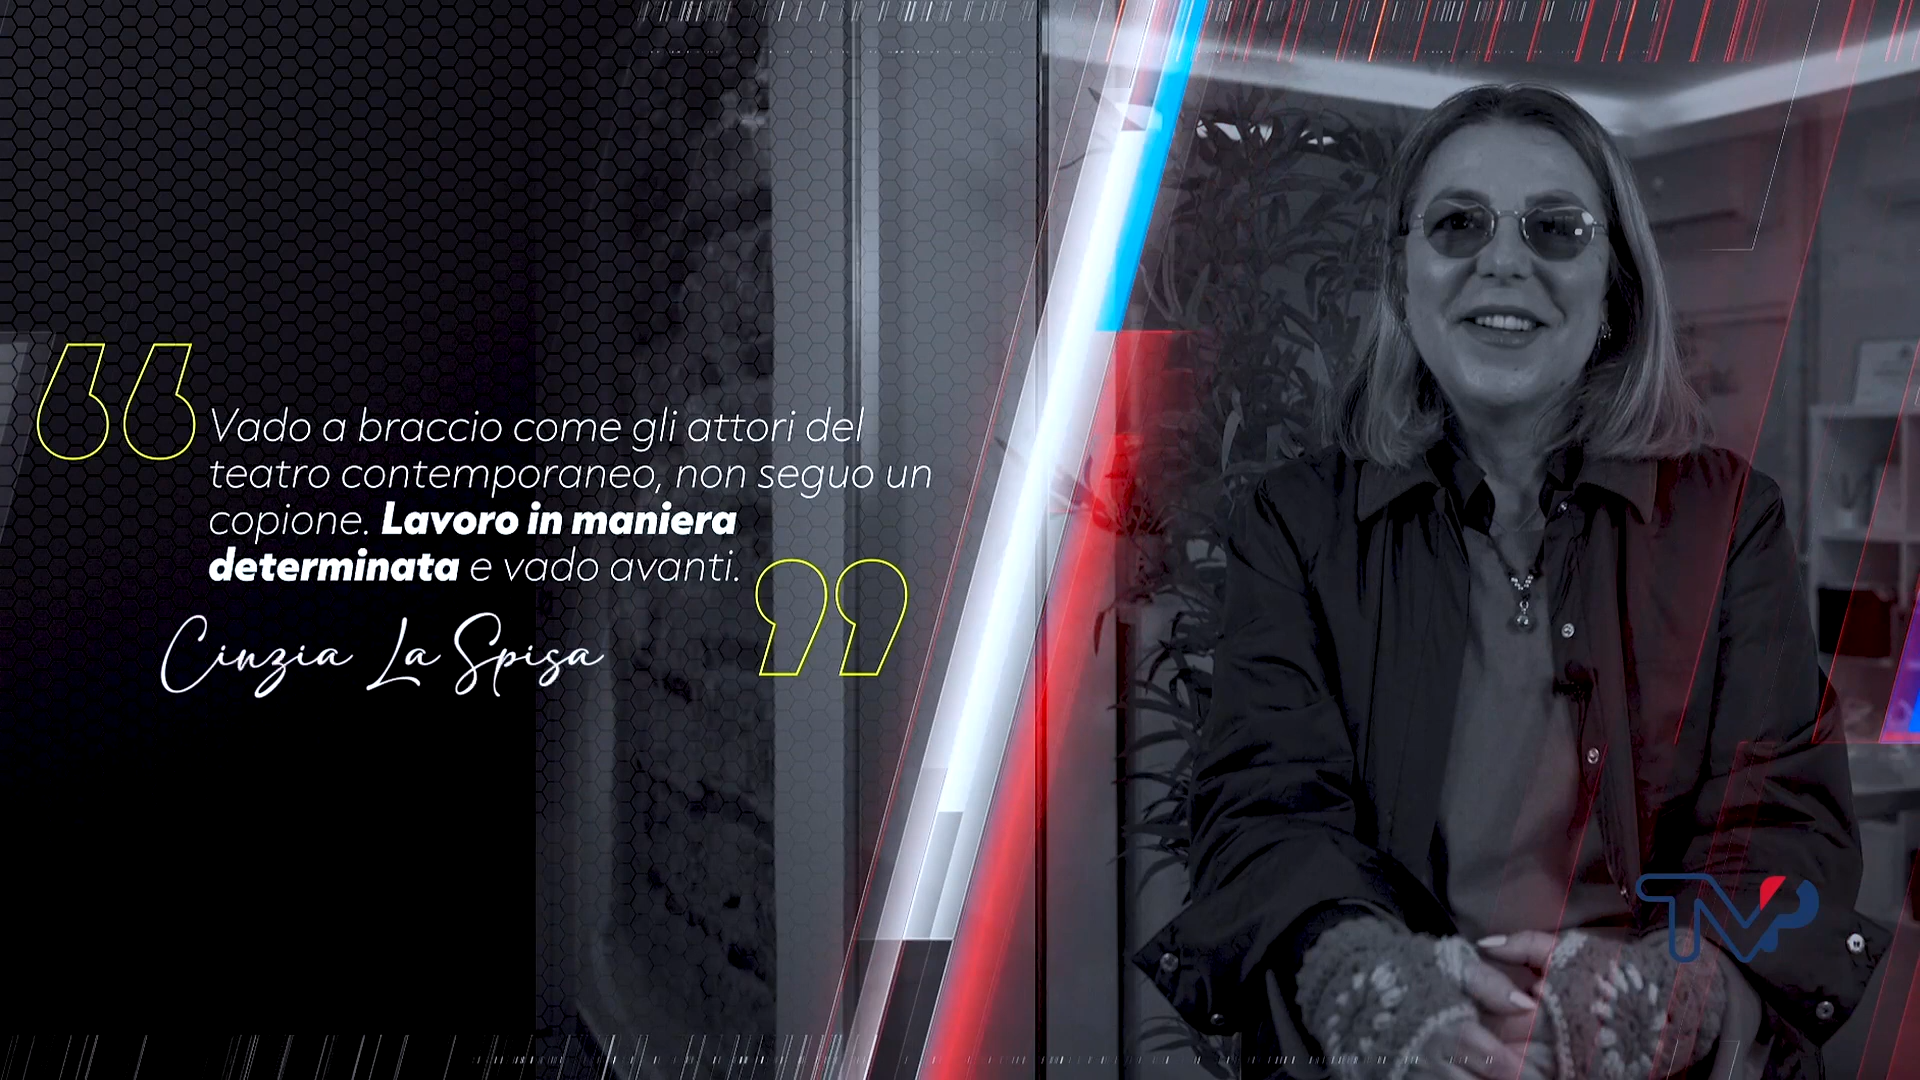 Vado a braccio come gli attori del
teatro contemporaneo, non seguo un
copione. Lavoro in maniera
determinata e vado avanti.
Cinzia La Spisa
TVP